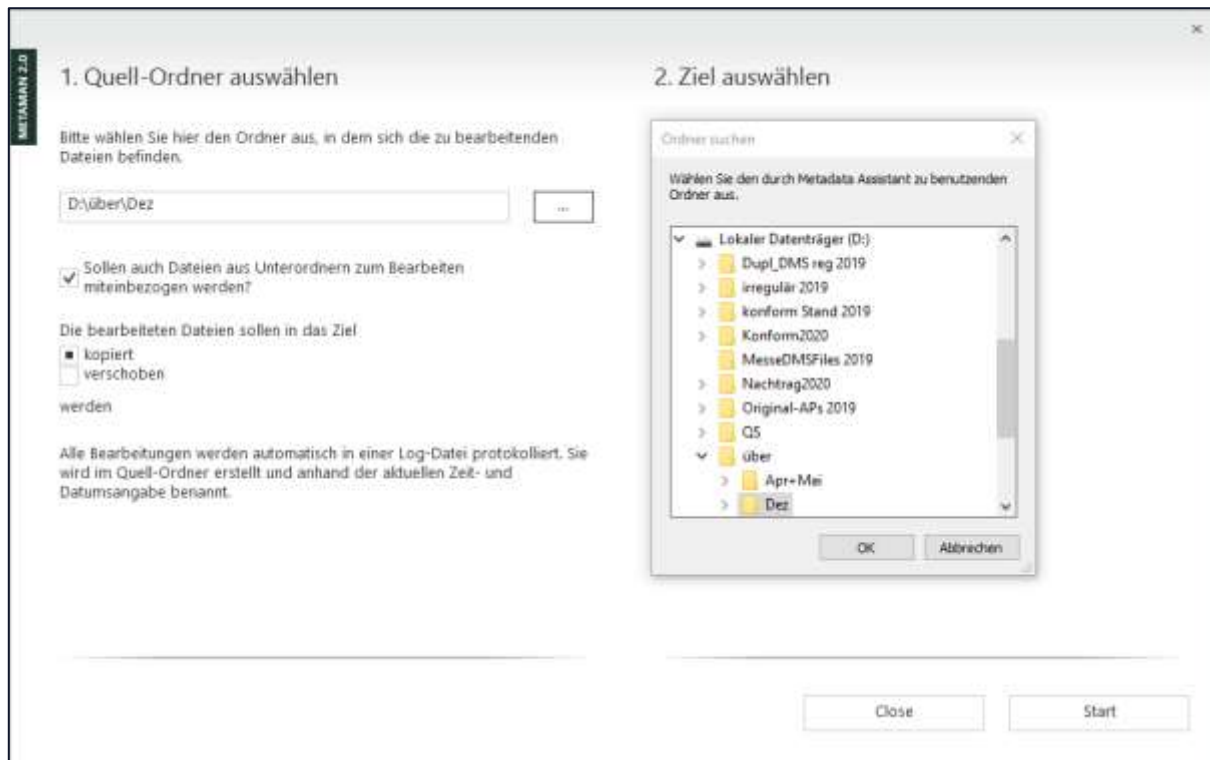 METAMAN 2.0
1. Quell-Ordner auswählen
Bitte wählen Sie hier den Ordner aus, in dem sich die zu bearbeitenden
Dateien befinden.
D:\über\Dez
...
Sollen auch Dateien aus Unterordnern zum Bearbeiten
miteinbezogen werden?
Die bearbeiteten Dateien sollen in das Ziel
kopiert
verschoben
werden
Alle Bearbeitungen werden automatisch in einer Log-Datei protokolliert. Sie
wird im Quell-Ordner erstellt und anhand der aktuellen Zeit- und
Datumsangabe benannt.
2. Ziel auswählen
Ordner suchen
Wählen Sie den durch Metadata Assistant zu benutzenden
Ordner aus.
Lokaler Datenträger (D:)
Dupl_DMS reg 2019
irregulär 2019
konform Stand 2019
Konform2020
MesseDMSFiles 2019
Nachtrag2020
Original-APs 2019
QS
über
Apr+Mai
Dez
OK
Abbrechen
Close
Start